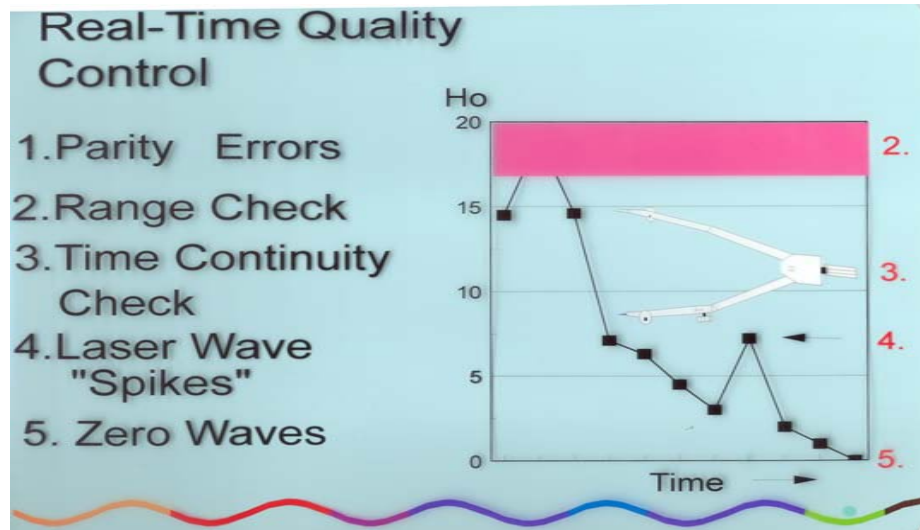 Real-Time Quality
Control
1.Parity Errors
2.Range Check
3.Time Continuity
Check
4.Laser Wave
"Spikes"
5. Zero Waves
Ho
20
15
10
5
0
2.
3.
4.
5.
Time